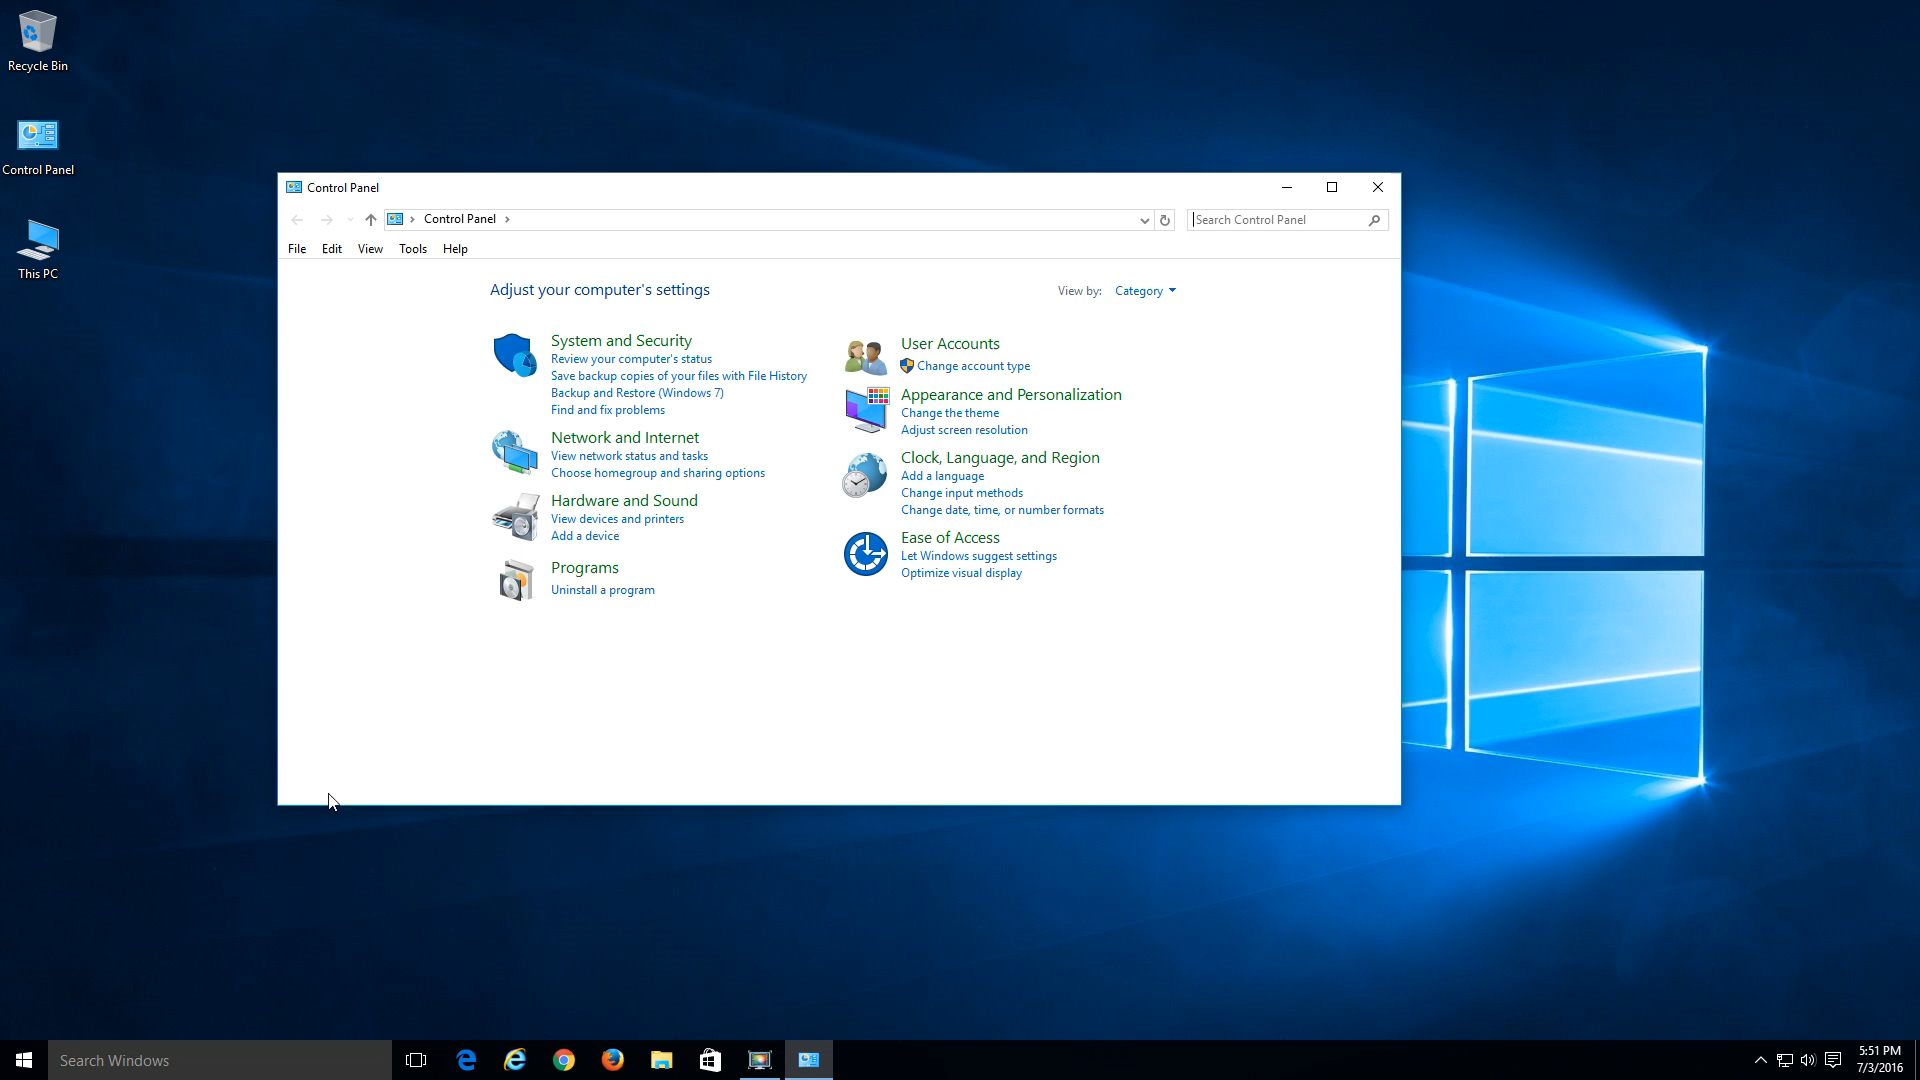 Recycle Bin
Control Panel
This PC
Control Panel
Control Panel
Search Control Panel
File Edit View Tools Help
Adjust your computer's settings
View by: Category
System and Security
Review your computer's status
Save backup copies of your files with File History
Backup and Restore (Windows 7)
Find and fix problems
Network and Internet
View network status and tasks
Choose homegroup and sharing options
Hardware and Sound
View devices and printers
Add a device
Programs
Uninstall a program
User Accounts
Change account type
Appearance and Personalization
Change the theme
Adjust screen resolution
Clock, Language, and Region
Add a language
Change input methods
Change date, time, or number formats
Ease of Access
Let Windows suggest settings
Optimize visual display
Search Windows
5:51 PM
7/3/2016